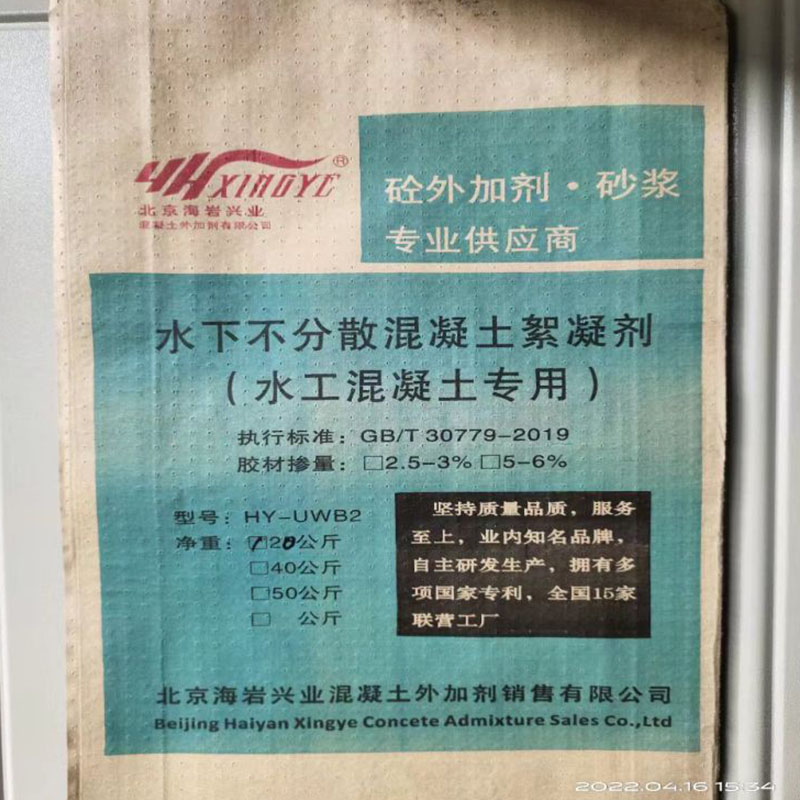 YH XINGYE®
北京海岩兴业
混凝土外加剂有限公司
砼外加剂·砂浆
专业供应商
水下不分散混凝土絮凝剂
（水工混凝土专用）
执行标准：GB/T 30779-2019
胶材掺量：□2.5-3% □5-6%
型号：HY-UWB2
净重：☑20公斤
□40公斤
□50公斤
□ 公斤
坚持质量品质，服务
至上，业内知名品牌，
自主研发生产，拥有多
项国家专利，全国15家
联营工厂
北京海岩兴业混凝土外加剂销售有限公司
Beijing Haiyan Xingye Concete Admixture Sales Co.,Ltd
2022.04.16 15:34